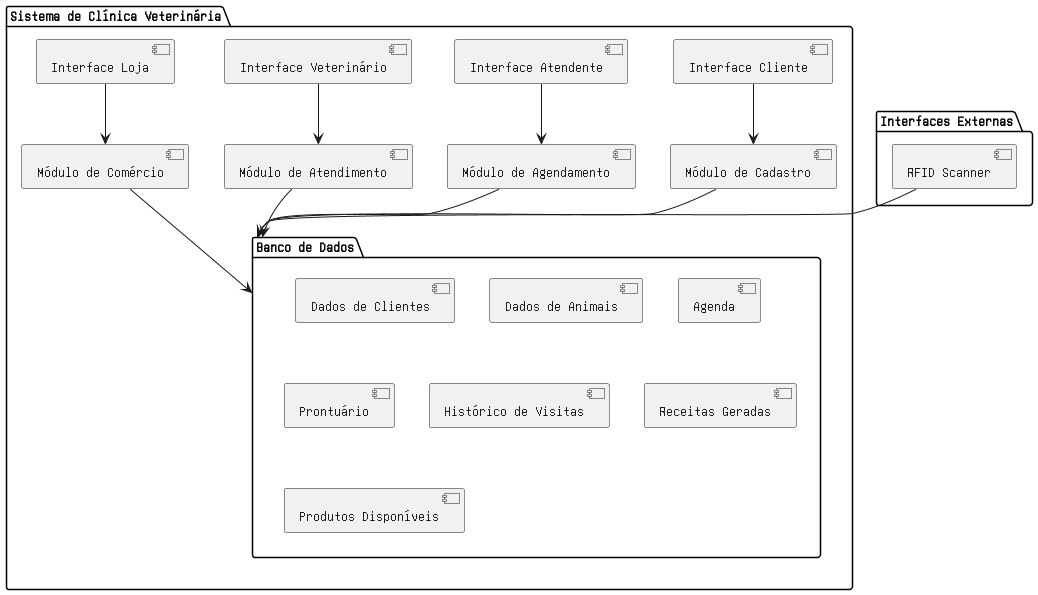 Sistema de Clínica Veterinária
Interface Loja
Interface Veterinário
Interface Atendente
Interface Cliente
Interfaces Externas
Módulo de Comércio
Módulo de Atendimento
Módulo de Agendamento
Módulo de Cadastro
RFID Scanner
Banco de Dados
Dados de Clientes
Dados de Animais
Agenda
Prontuário
Histórico de Visitas
Receitas Geradas
Produtos Disponíveis